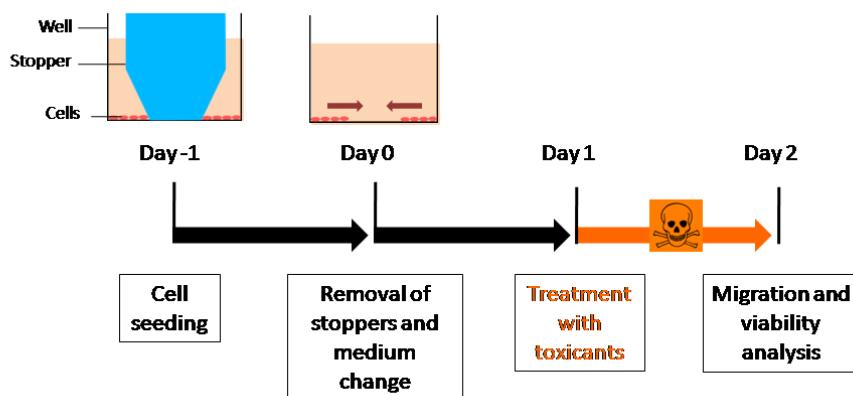 Well
Stopper
Cells
Day -1
Day 0
Day 1
Day 2
Cell
seeding
Removal of
stoppers and
medium
change
Treatment
with
toxicants
Migration and
viability
analysis